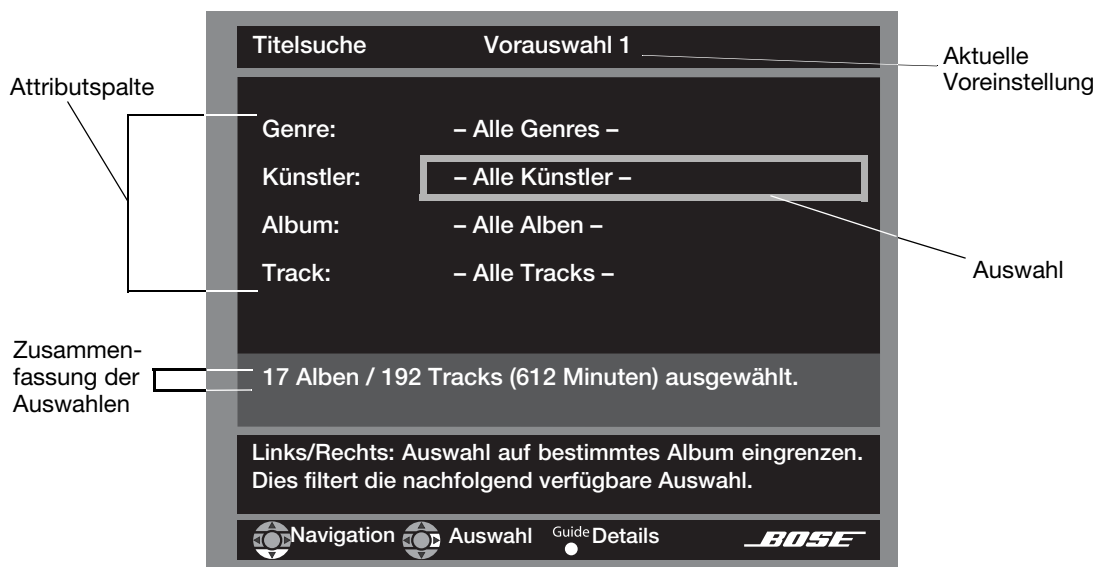 Titelsuche Vorauswahl 1
Aktuelle
Voreinstellung
Attributspalte
Genre: – Alle Genres –
Künstler: – Alle Künstler –
Album: – Alle Alben –
Track: – Alle Tracks –
Auswahl
Zusammen-
fassung der
Auswahlen
17 Alben / 192 Tracks (612 Minuten) ausgewählt.
Links/Rechts: Auswahl auf bestimmtes Album eingrenzen.
Dies filtert die nachfolgend verfügbare Auswahl.
Navigation Auswahl Guide Details BOSE